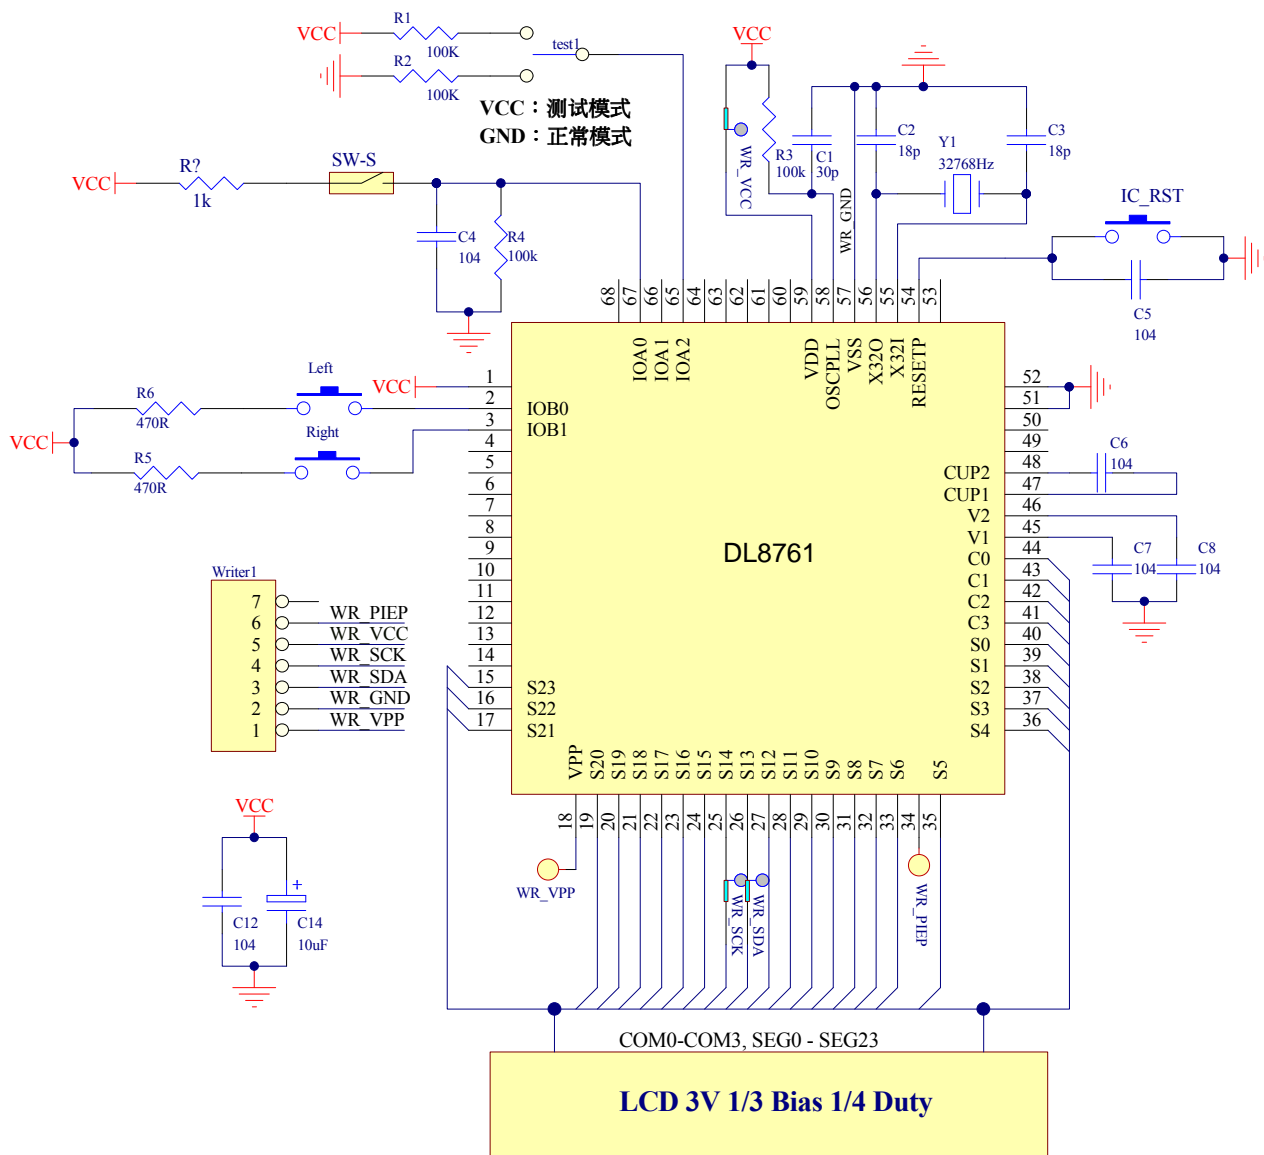 VCC R1 100K
R2 100K
test1
VCC：测试模式
GND：正常模式
VCC R? 1k SW-S
C4 104 R4 100k
VCC
WR_VCC
R3 100k
C1 30p
WR_GND
C2 18p
Y1 32768Hz
C3 18p
IC_RST
C5 104
68 67 66 65 64 63 62 61 60 59 58 57 56 55 54 53
IOA0 IOA1 IOA2 VDD OSCPLL VSS X32O X32I RESETP
VCC
Left
R6 470R
VCC
Right
R5 470R
1
2 IOB0
3 IOB1
4
5
6
7
8
9
10
11
12
13
14
15 S23
16 S22
17 S21
DL8761
52
51
50
49
CUP2 48
CUP1 47
V2 46
V1 45
C0 44
C1 43
C2 42
C3 41
S0 40
S1 39
S2 38
S3 37
S4 36
C6 104
C7 104
C8 104
Writer1
7
6 WR_PIEP
5 WR_VCC
4 WR_SCK
3 WR_SDA
2 WR_GND
1 WR_VPP
VPP S20 S19 S18 S17 S16 S15 S14 S13 S12 S11 S10 S9 S8 S7 S6 S5
18 19 20 21 22 23 24 25 26 27 28 29 30 31 32 33 34 35
WR_VPP
WR_SCK
WR_SDA
WR_PIEP
VCC
C12 104
+
C14 10uF
COM0-COM3, SEG0 - SEG23
LCD 3V 1/3 Bias 1/4 Duty